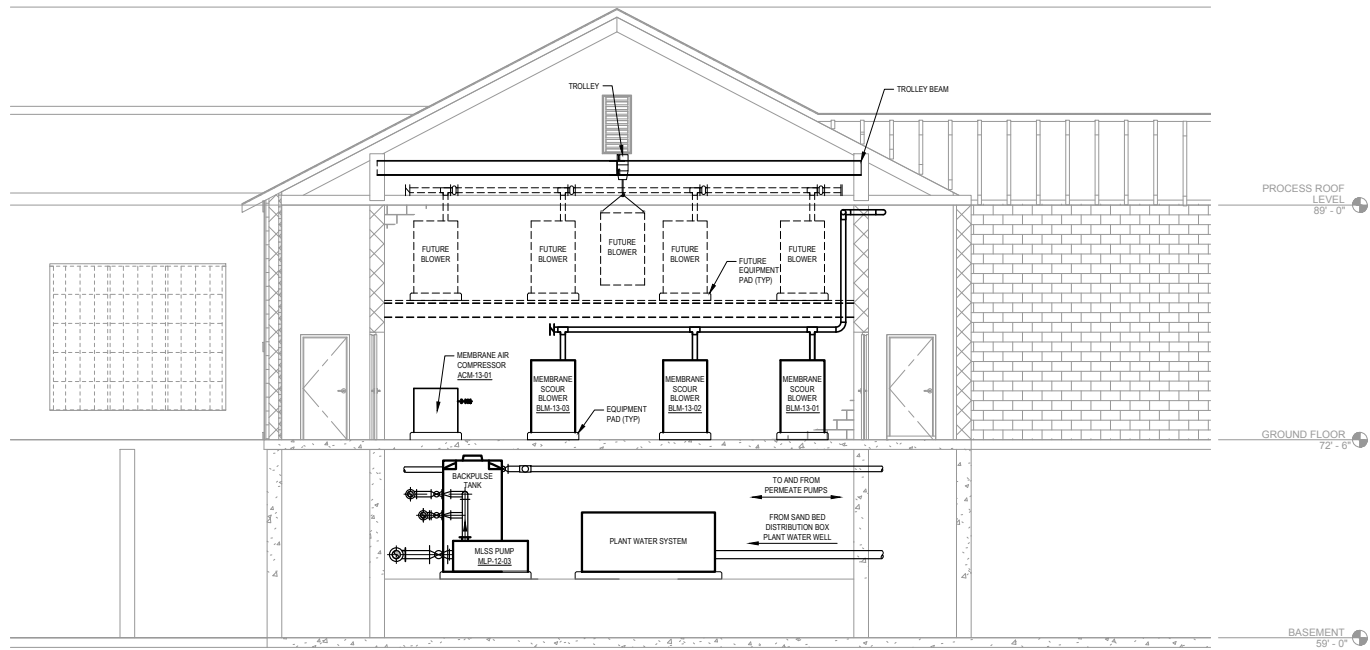 TROLLEY
TROLLEY BEAM
PROCESS ROOF
LEVEL
89' - 0"
FUTURE
BLOWER
FUTURE
BLOWER
FUTURE
BLOWER
FUTURE
BLOWER
FUTURE
BLOWER
FUTURE
EQUIPMENT
PAD (TYP)
MEMBRANE AIR
COMPRESSOR
ACM-13-01
MEMBRANE
SCOUR
BLOWER
BLM-13-03
EQUIPMENT
PAD (TYP)
MEMBRANE
SCOUR
BLOWER
BLM-13-02
MEMBRANE
SCOUR
BLOWER
BLM-13-01
GROUND FLOOR
72' - 6"
BACKPULSE
TANK
TO AND FROM
PERMEATE PUMPS
FROM SAND BED
DISTRIBUTION BOX
PLANT WATER WELL
PLANT WATER SYSTEM
MLSS PUMP
MLP-12-03
BASEMENT
59' - 0"